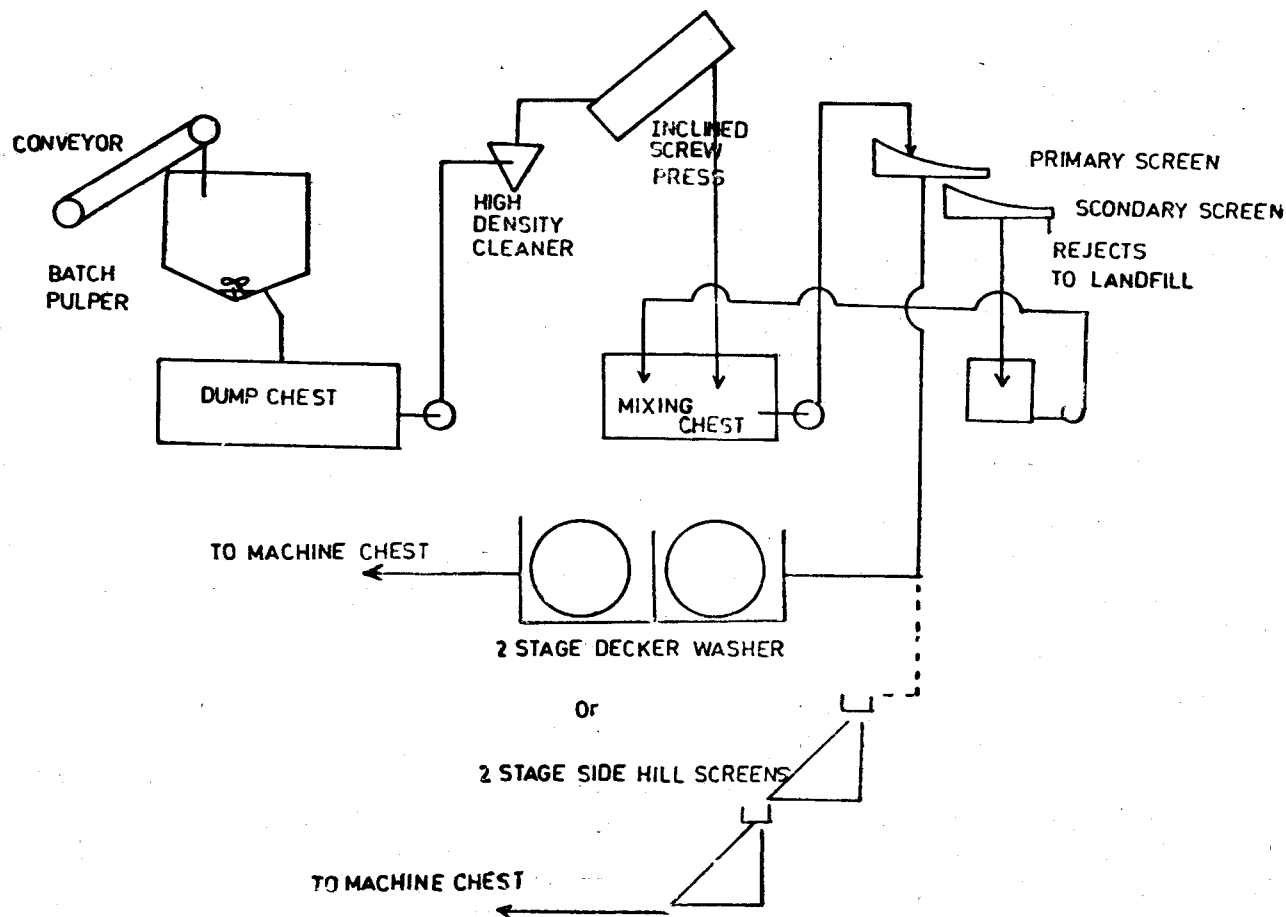 CONVEYOR
BATCH
PULPER
DUMP CHEST
HIGH
DENSITY
CLEANER
INCLINED
SCREW
PRESS
MIXING
CHEST
PRIMARY SCREEN
SCONDARY SCREEN
REJECTS
TO LANDFILL
TO MACHINE CHEST
2 STAGE DECKER WASHER
Or
2 STAGE SIDE HILL SCREENS
TO MACHINE CHEST